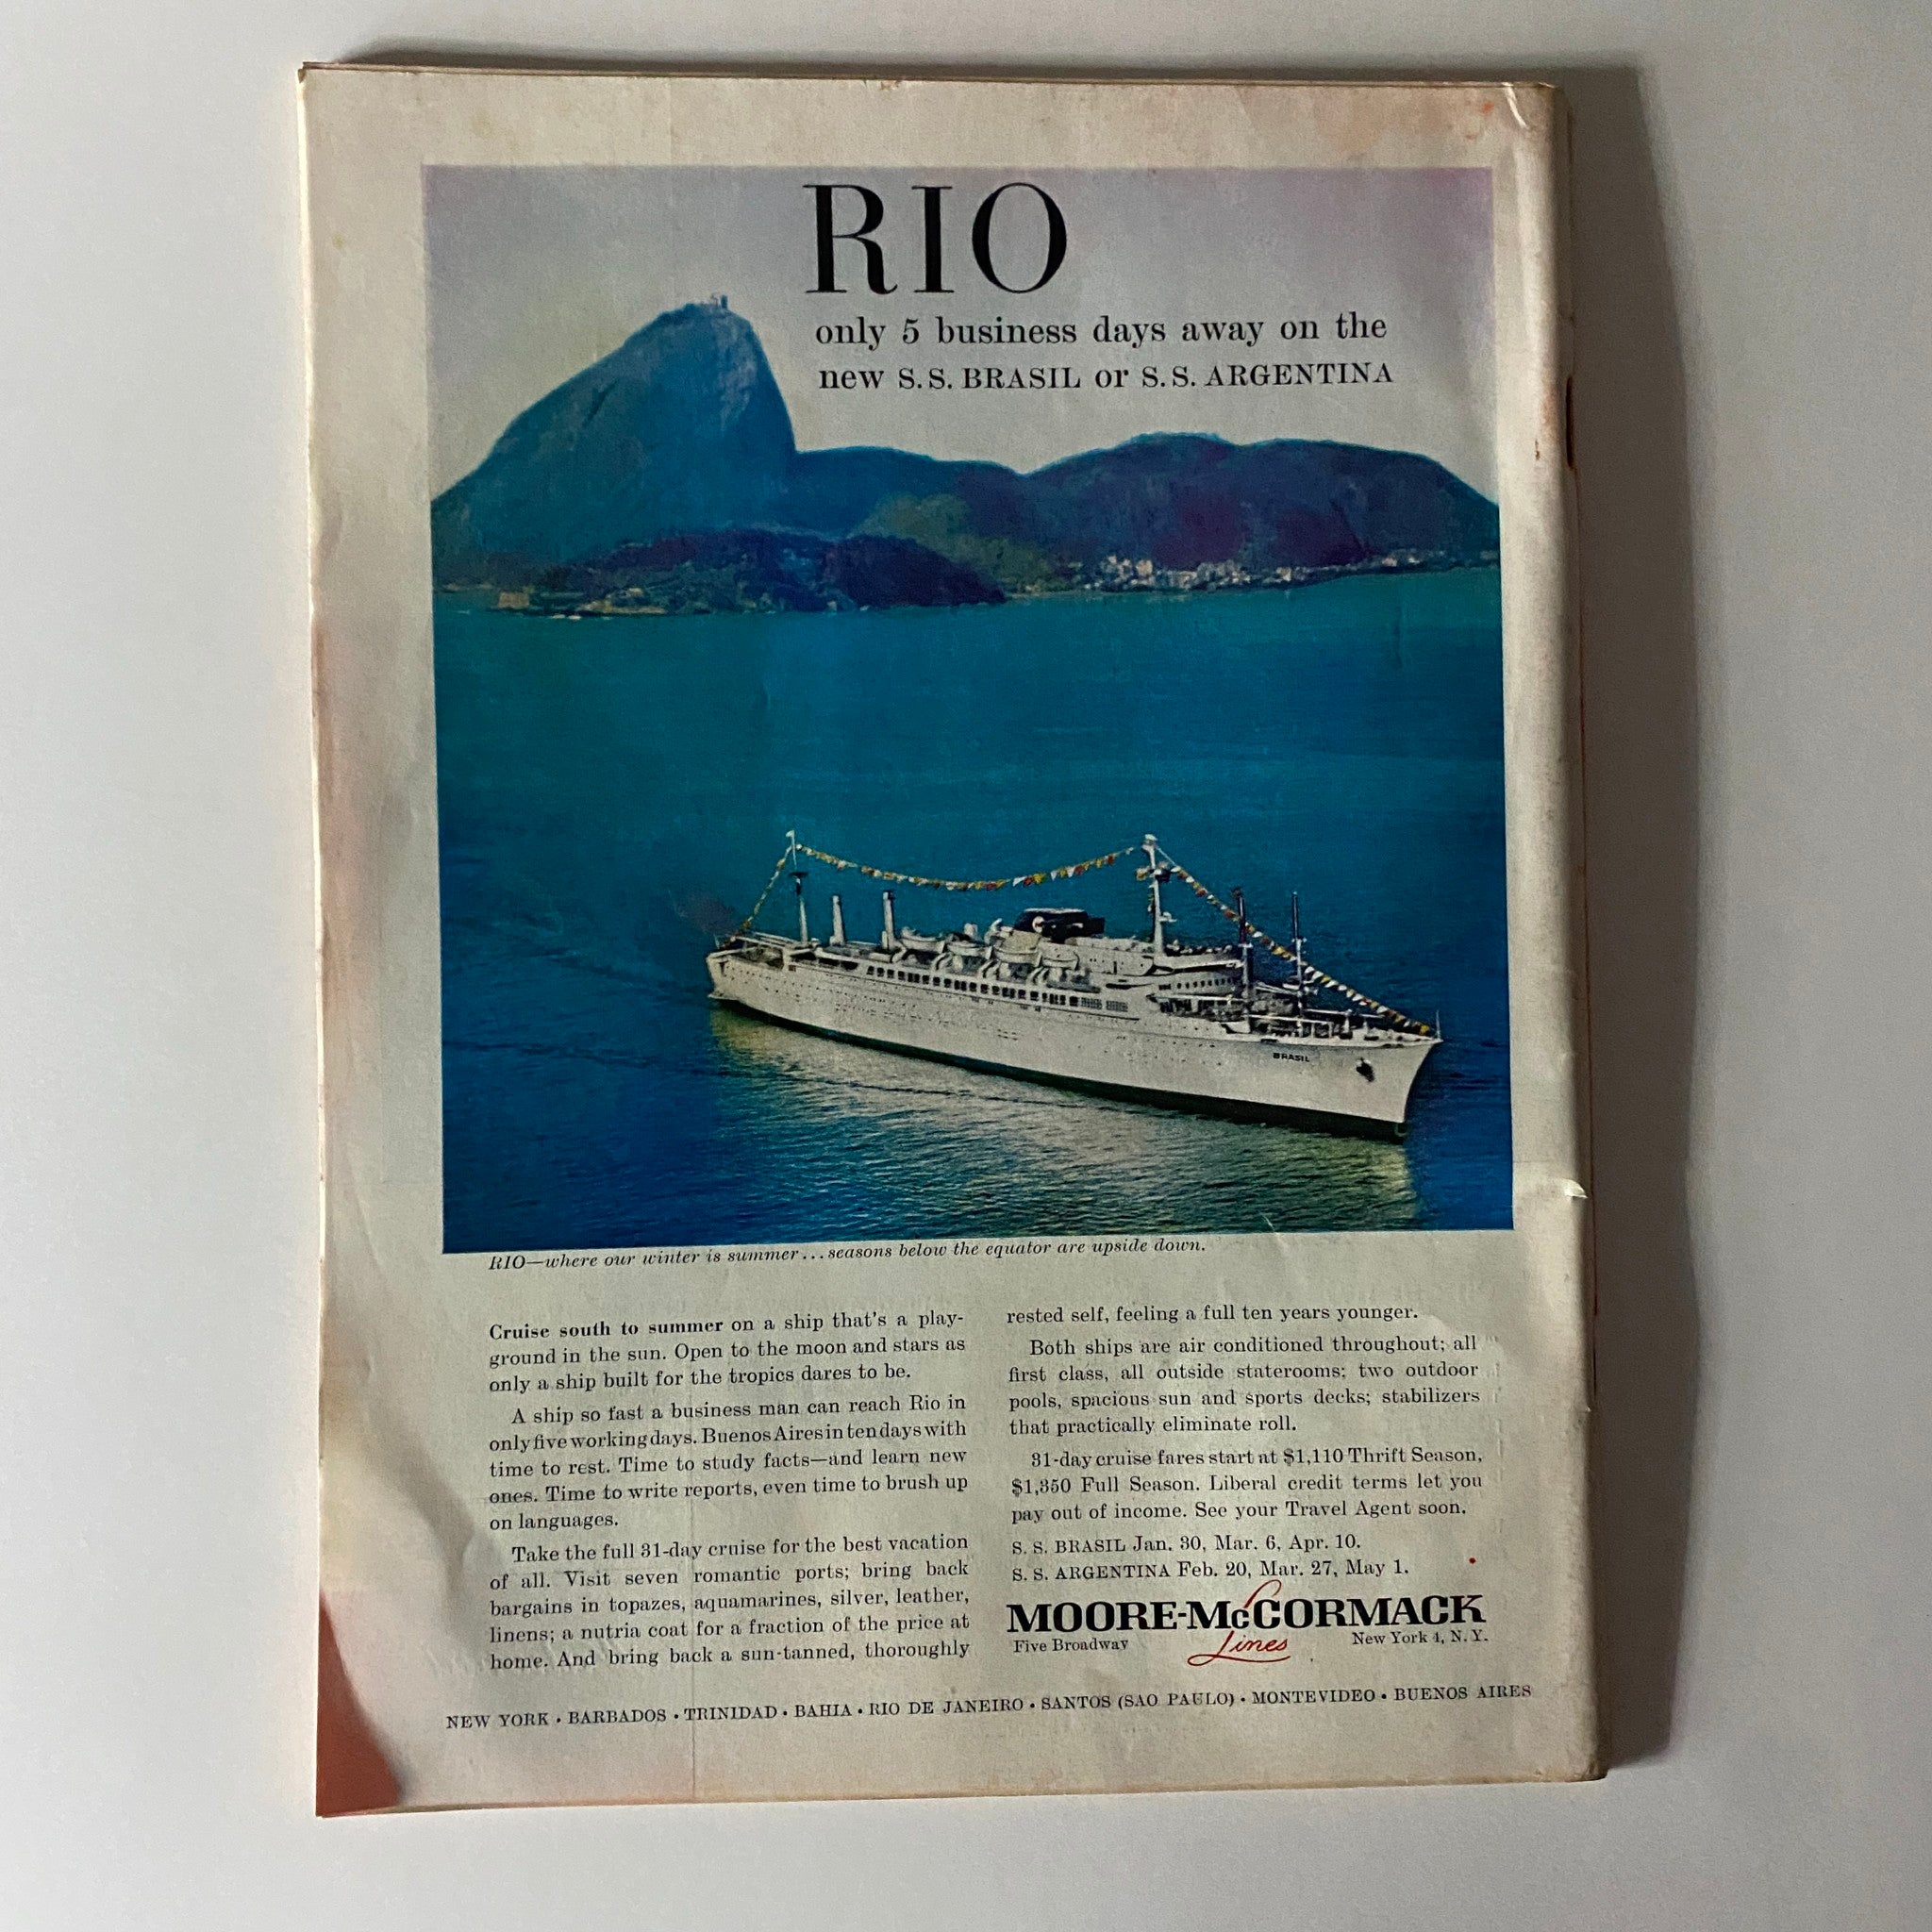 RIO
only 5 business days away on the
new S.S. BRASIL or S.S. ARGENTINA
BRASIL
RIO—where our winter is summer...seasons below the equator are upside down.
Cruise south to summer on a ship that's a play-
ground in the sun. Open to the moon and stars as
only a ship built for the tropics dares to be.
A ship so fast a business man can reach Rio in
only five working days. Buenos Aires in ten days with
time to rest. Time to study facts—and learn new
ones. Time to write reports, even time to brush up
on languages.
Take the full 31-day cruise for the best vacation
of all. Visit seven romantic ports; bring back
bargains in topazes, aquamarines, silver, leather,
linens; a nutria coat for a fraction of the price at
home. And bring back a sun-tanned, thoroughly
rested self, feeling a full ten years younger.
Both ships are air conditioned throughout; all
first class, all outside staterooms; two outdoor
pools, spacious sun and sports decks; stabilizers
that practically eliminate roll.
31-day cruise fares start at $1,110 Thrift Season,
$1,350 Full Season. Liberal credit terms let you
pay out of income. See your Travel Agent soon.
S. S. BRASIL Jan. 30, Mar. 6, Apr. 10.
S. S. ARGENTINA Feb. 20, Mar. 27, May 1.
MOORE-McCORMACK
Lines
Five Broadway New York 4, N.Y.
NEW YORK • BARBADOS • TRINIDAD • BAHIA • RIO DE JANEIRO • SANTOS (SAO PAULO) • MONTEVIDEO • BUENOS AIRES